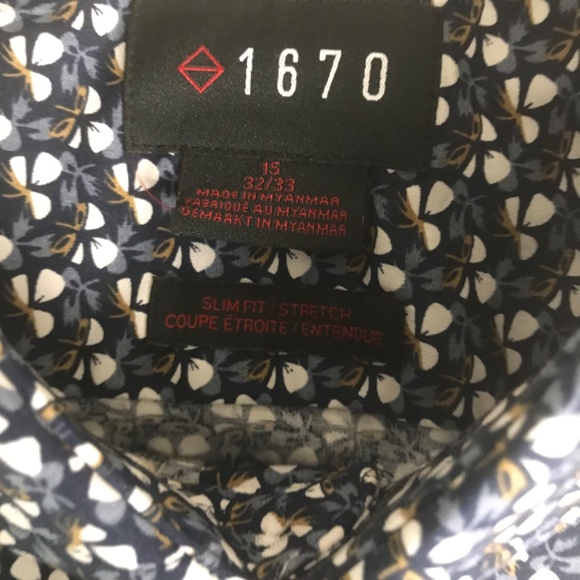 1670
15
32/33
MADE IN MYANMAR
FABRIQUÉ AU MYANMAR
GEMAAKT IN MYANMAR
SLIM FIT / STRETCH
COUPE ÉTROITE / ENTENDUE